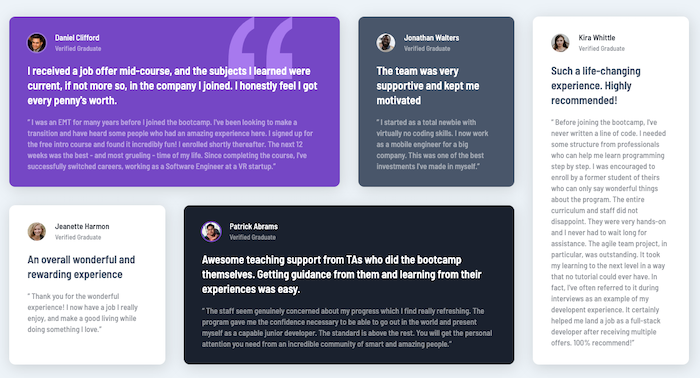 Daniel Clifford
Verified Graduate
I received a job offer mid-course, and the subjects I learned were
current, if not more so, in the company I joined. I honestly feel I got
every penny's worth.
" I was an EMT for many years before I joined the bootcamp. I've been looking to make a
transition and have heard some people who had an amazing experience here. I signed up for
the free intro course and found it incredibly fun! I enrolled shortly thereafter. The next 12
weeks was the best - and most grueling - time of my life. Since completing the course, I've
successfully switched careers, working as a Software Engineer at a VR startup."
Jonathan Walters
Verified Graduate
The team was very
supportive and kept me
motivated
" I started as a total newbie with
virtually no coding skills. I now work
as a mobile engineer for a big
company. This was one of the best
investments I've made in myself."
Kira Whittle
Verified Graduate
Such a life-changing
experience. Highly
recommended!
" Before joining the bootcamp, I've
never written a line of code. I needed
some structure from professionals
who can help me learn programming
step by step. I was encouraged to
enroll by a former student of theirs
who can only say wonderful things
about the program. The entire
curriculum and staff did not
disappoint. They were very hands-on
and I never had to wait long for
assistance. The agile team project, in
particular, was outstanding. It took
my learning to the next level in a way
that no tutorial could ever have. In
fact, I've often referred to it during
interviews as an example of my
developent experience. It certainly
helped me land a job as a full-stack
developer after receiving multiple
offers. 100% recommend!"
Jeanette Harmon
Verified Graduate
An overall wonderful and
rewarding experience
" Thank you for the wonderful
experience! I now have a job I really
enjoy, and make a good living while
doing something I love."
Patrick Abrams
Verified Graduate
Awesome teaching support from TAs who did the bootcamp
themselves. Getting guidance from them and learning from their
experiences was easy.
" The staff seem genuinely concerned about my progress which I find really refreshing. The
program gave me the confidence necessary to be able to go out in the world and present
myself as a capable junior developer. The standard is above the rest. You will get the personal
attention you need from an incredible community of smart and amazing people."